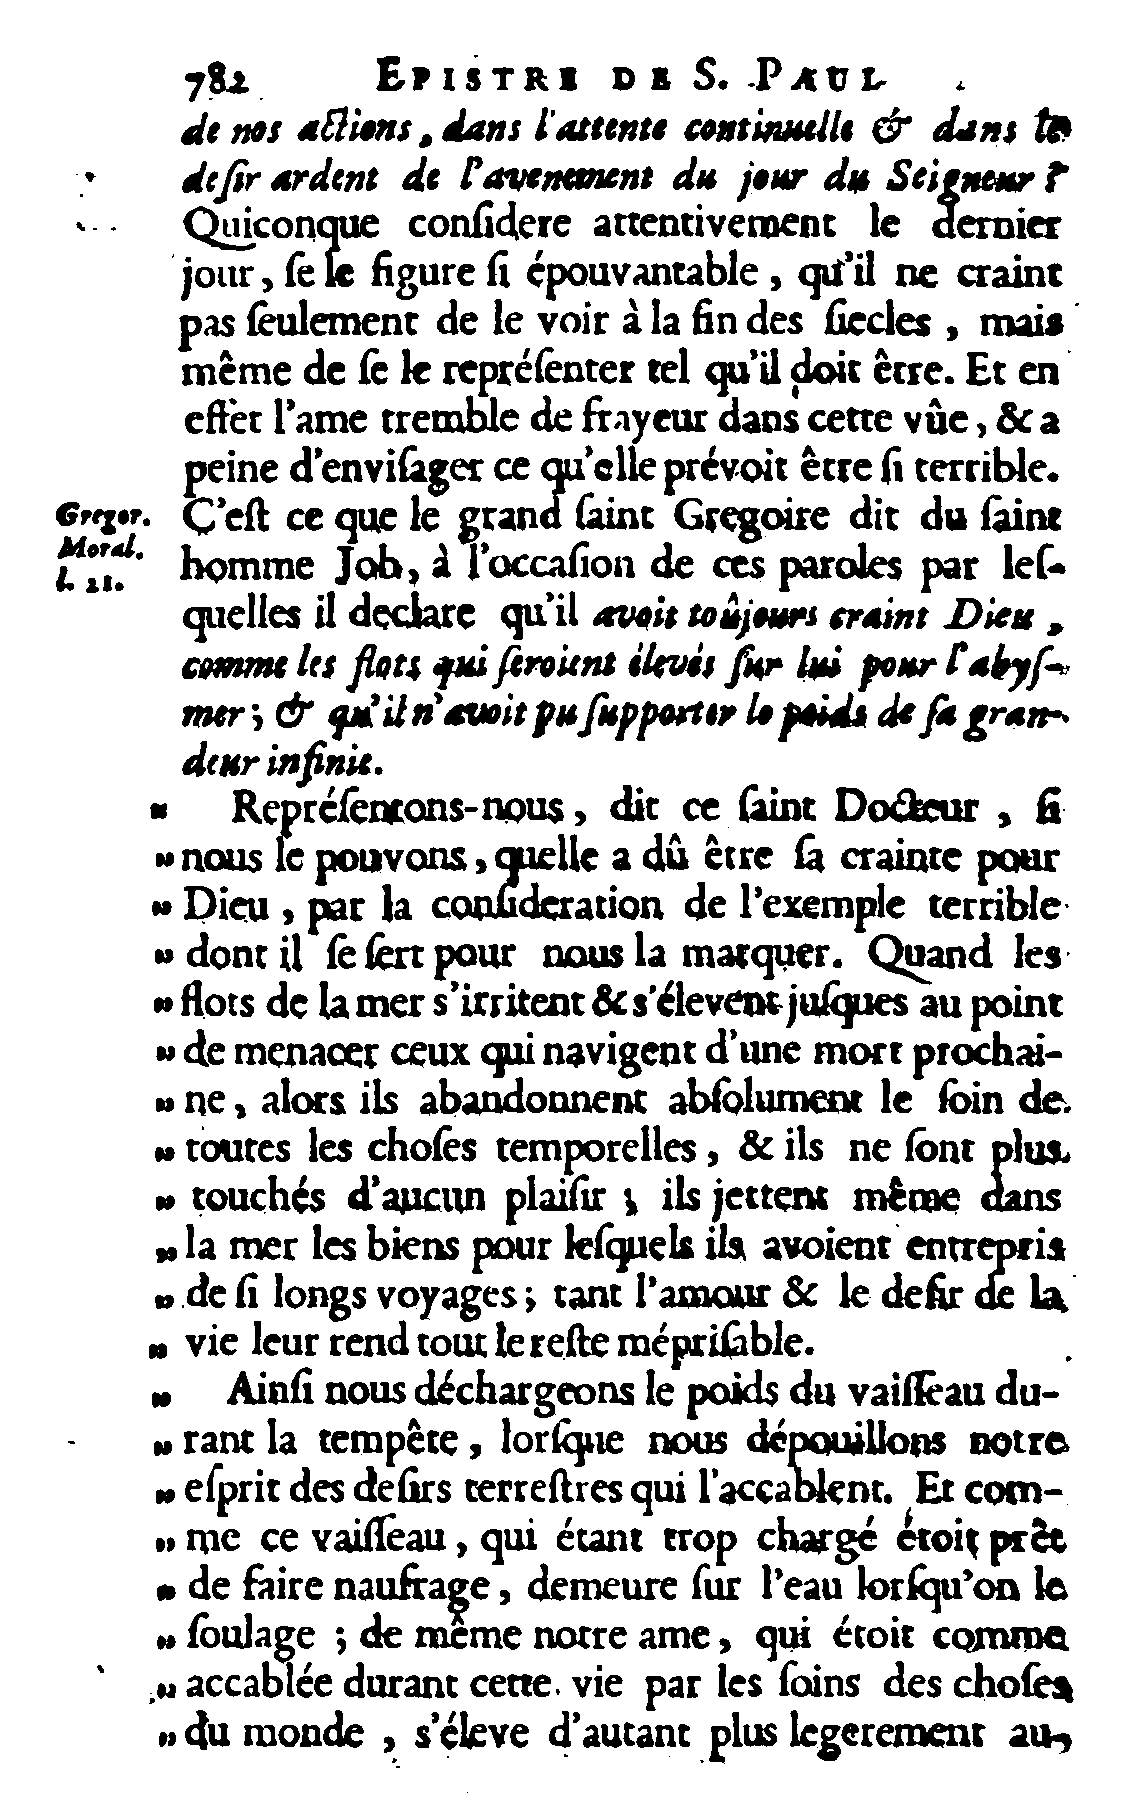 782 EPISTRE DE S. PAUL
de nos actions, dans l'attente continuelle & dans le
desir ardent de l'avenement du jour du Seigneur ?
Quiconque consſidere attentivement le dernier
jour, ſe le figure ſi épouvantable, qu'il ne craint
pas ſeulement de le voir à la fin des ſiecles, mais
même de ſe le repréſenter tel qu'il doit être. Et en
effet l'ame tremble de frayeur dans cette vûe, & a
peine d'enviſager ce qu'elle prévoit être ſi terrible.
Gregor.
Moral.
l. 21.
C'eſt ce que le grand ſaint Gregoire dit du ſaint
homme Job, à l'occaſion de ces paroles par leſ-
quelles il declare qu'il avoit toûjours craint Dieu,
comme les flots qui ſeroient élevés ſur lui pour l'abyſ-
mer ; & qu'il n'avoit pu ſupporter le poids de ſa gran-
deur infinie.
„ Repréſentons-nous, dit ce ſaint Docteur, ſi
„ nous le pouvons, quelle a dû être ſa crainte pour
„ Dieu, par la conſideration de l'exemple terrible
„ dont il ſe ſert pour nous la marquer. Quand les
„ flots de la mer s'irritent & s'élevent juſques au point
„ de menacer ceux qui navigent d'une mort prochai-
„ ne, alors ils abandonnent abſolument le ſoin de
„ toutes les choſes temporelles, & ils ne ſont plus
„ touchés d'aucun plaiſir ; ils jettent même dans
„ la mer les biens pour leſquels ils avoient entrepris
„ de ſi longs voyages ; tant l'amour & le deſir de la
„ vie leur rend tout le reſte mépriſable.
„ Ainſi nous déchargeons le poids du vaiſſeau du-
„ rant la tempête, lorſque nous dépouillons notre
„ eſprit des deſirs terreſtres qui l'accablent. Et com-
„ me ce vaiſſeau, qui étant trop chargé étoit prêt
„ de faire naufrage, demeure ſur l'eau lorſqu'on le
„ ſoulage ; de même notre ame, qui étoit comme
„ accablée durant cette vie par les ſoins des choſes
„ du monde, s'éleve d'autant plus legerement au-